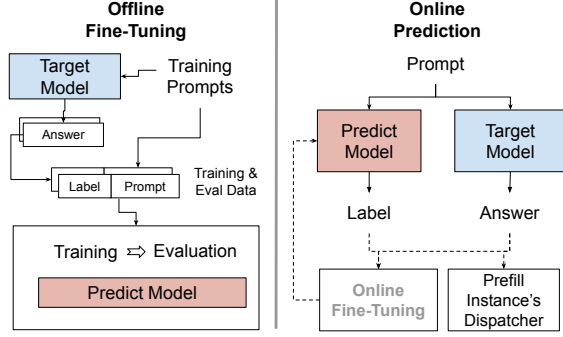 Offline
Fine-Tuning
Target
Model
Training
Prompts
Answer
Label
Prompt
Training &
Eval Data
Training ⇨ Evaluation
Predict Model
Online
Prediction
Prompt
Predict
Model
Target
Model
Label
Answer
Online
Fine-Tuning
Prefill
Instance's
Dispatcher